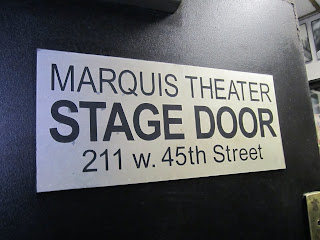 MARQUIS THEATER
STAGE DOOR
211 w. 45th Street